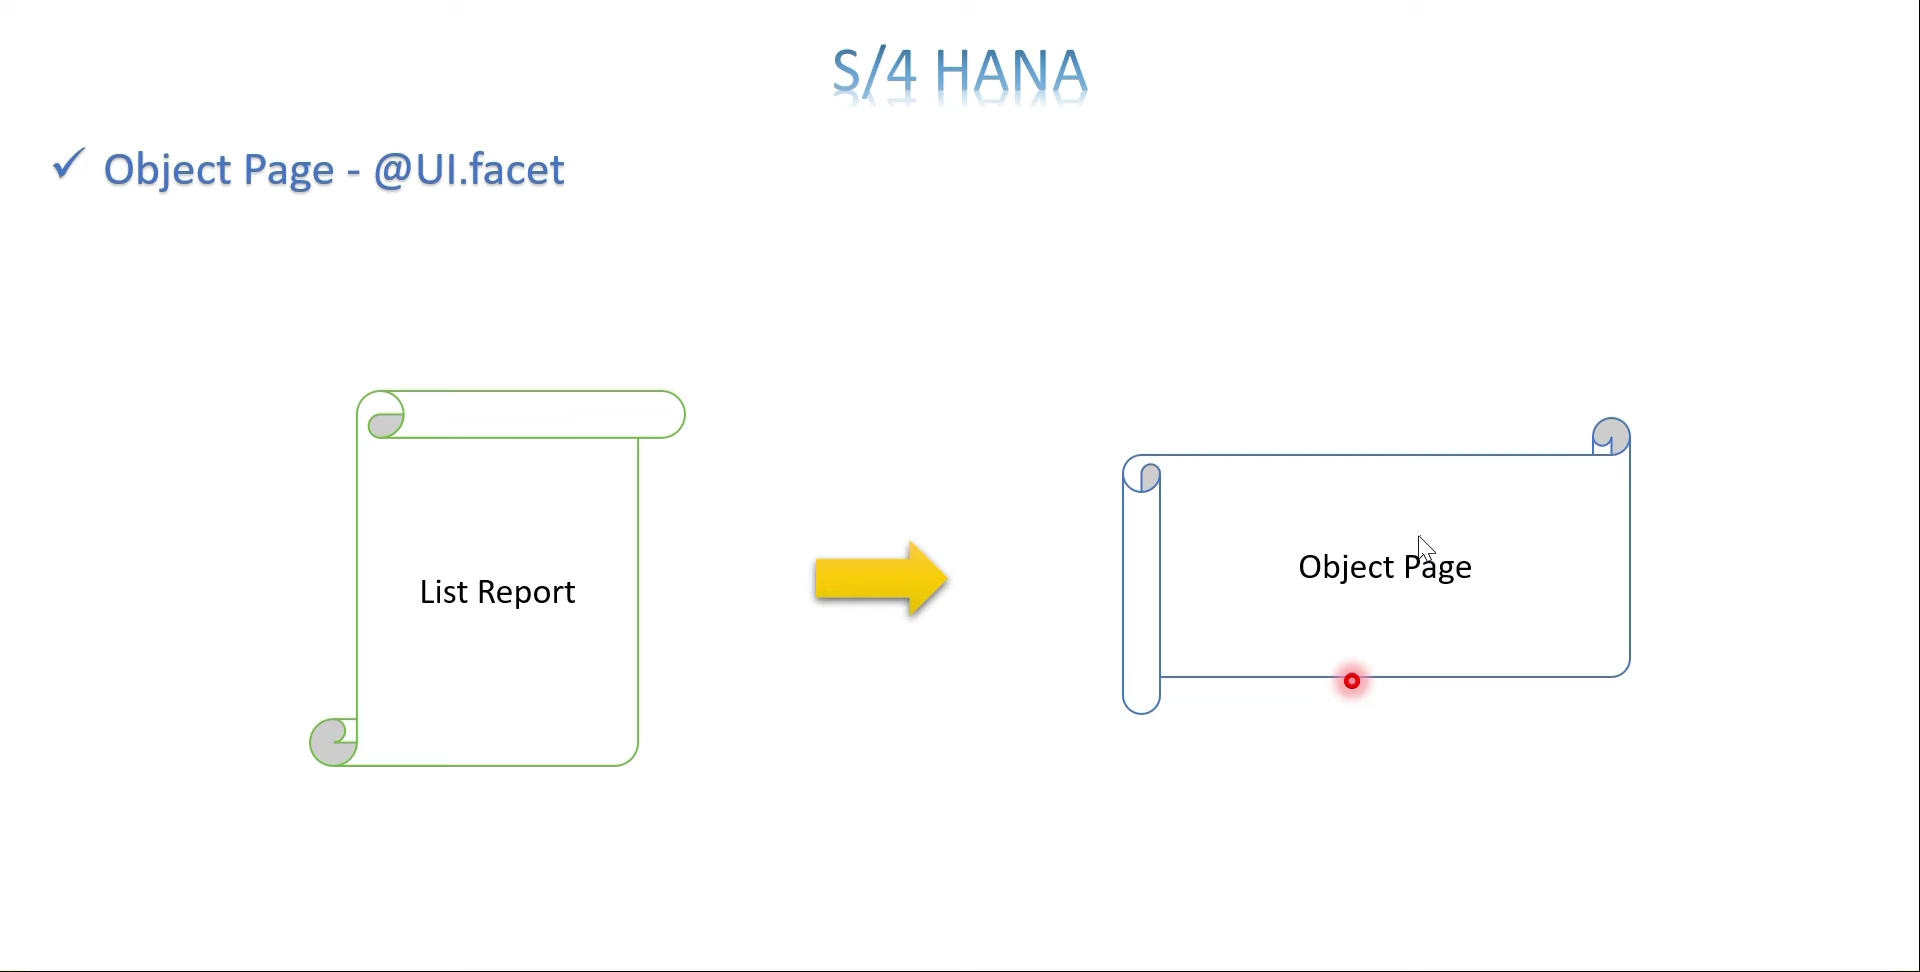 S/4 HANA
✓ Object Page - @UI.facet
List Report
Object Page